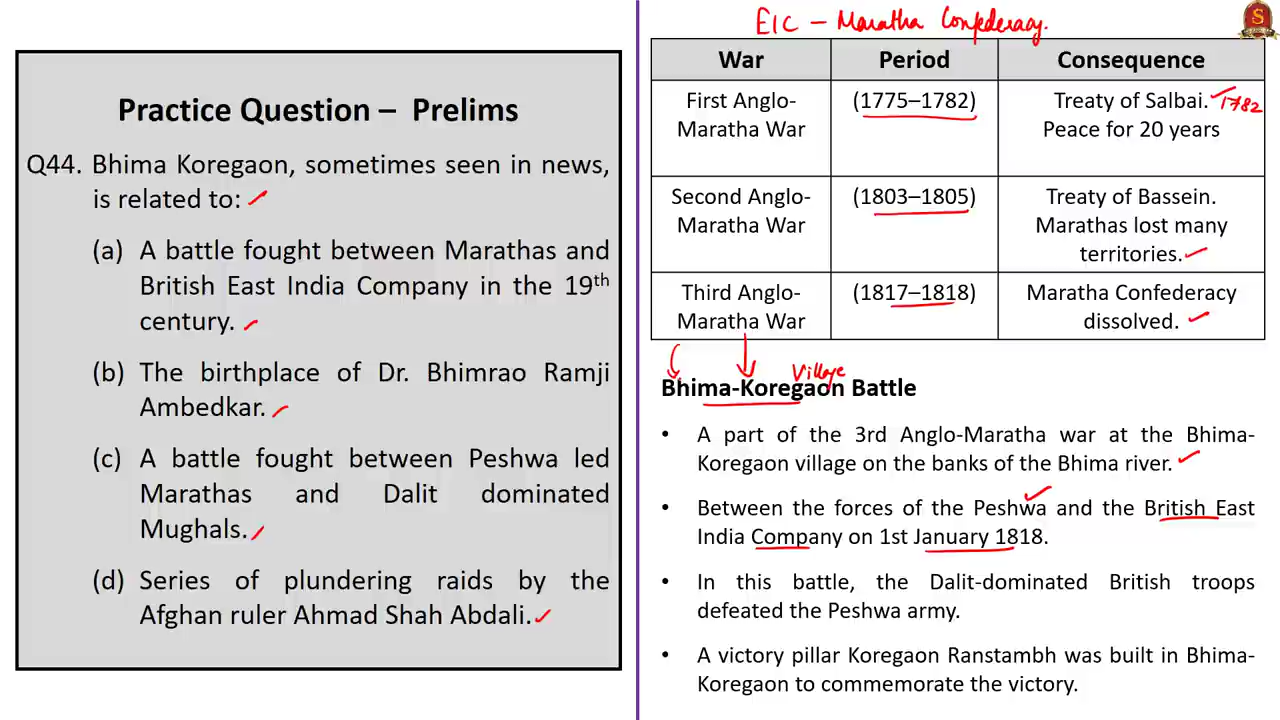 Practice Question – Prelims
Q44. Bhima Koregaon, sometimes seen in news,
is related to:
(a) A battle fought between Marathas and
British East India Company in the 19th
century.
(b) The birthplace of Dr. Bhimrao Ramji
Ambedkar.
(c) A battle fought between Peshwa led
Marathas and Dalit dominated
Mughals.
(d) Series of plundering raids by the
Afghan ruler Ahmad Shah Abdali.
EIC – Maratha Confederacy.
S
War Period Consequence
First Anglo-
Maratha War
(1775–1782)
Treaty of Salbai. 1782
Peace for 20 years
Second Anglo-
Maratha War
(1803–1805)
Treaty of Bassein.
Marathas lost many
territories.
Third Anglo-
Maratha War
(1817–1818)
Maratha Confederacy
dissolved.
Village
Bhima-Koregaon Battle
• A part of the 3rd Anglo-Maratha war at the Bhima-
Koregaon village on the banks of the Bhima river.
• Between the forces of the Peshwa and the British East
India Company on 1st January 1818.
• In this battle, the Dalit-dominated British troops
defeated the Peshwa army.
• A victory pillar Koregaon Ranstambh was built in Bhima-
Koregaon to commemorate the victory.